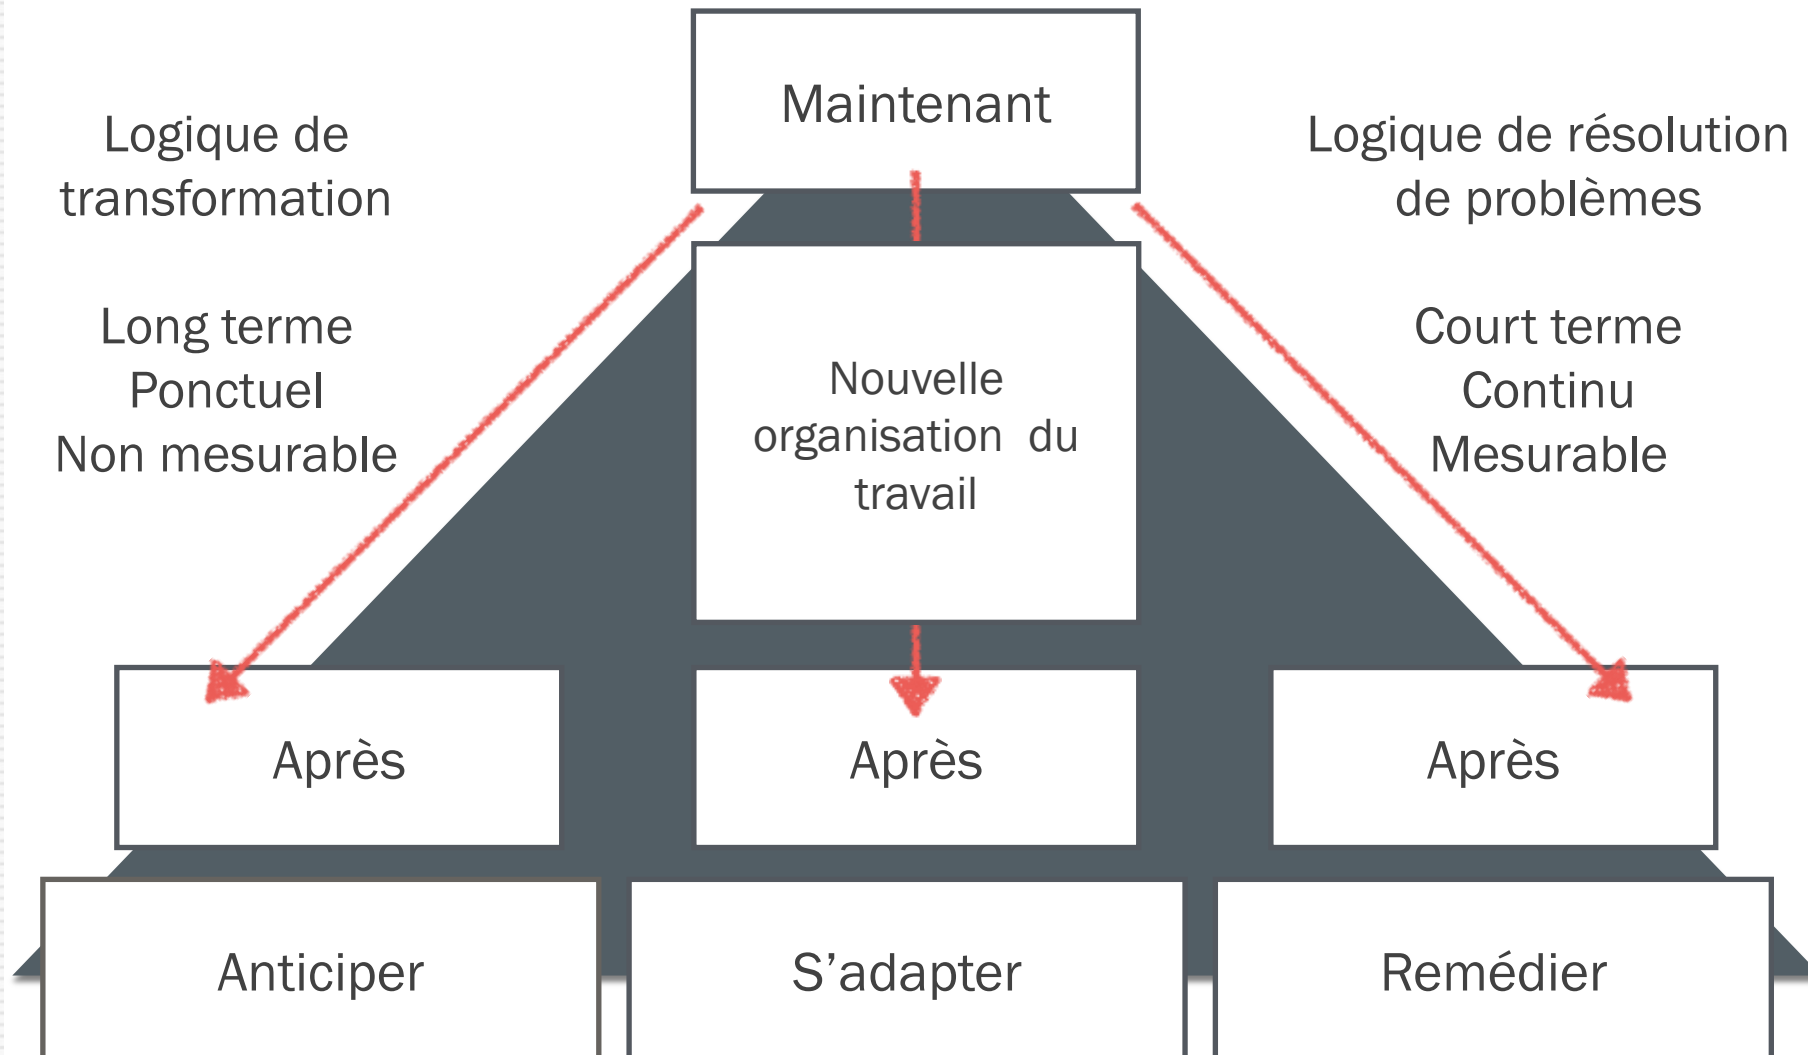 Maintenant
Logique de
transformation
Long terme
Ponctuel
Non mesurable
Nouvelle
organisation du
travail
Logique de résolution
de problèmes
Court terme
Continu
Mesurable
Après
Après
Après
Anticiper
S’adapter
Remédier